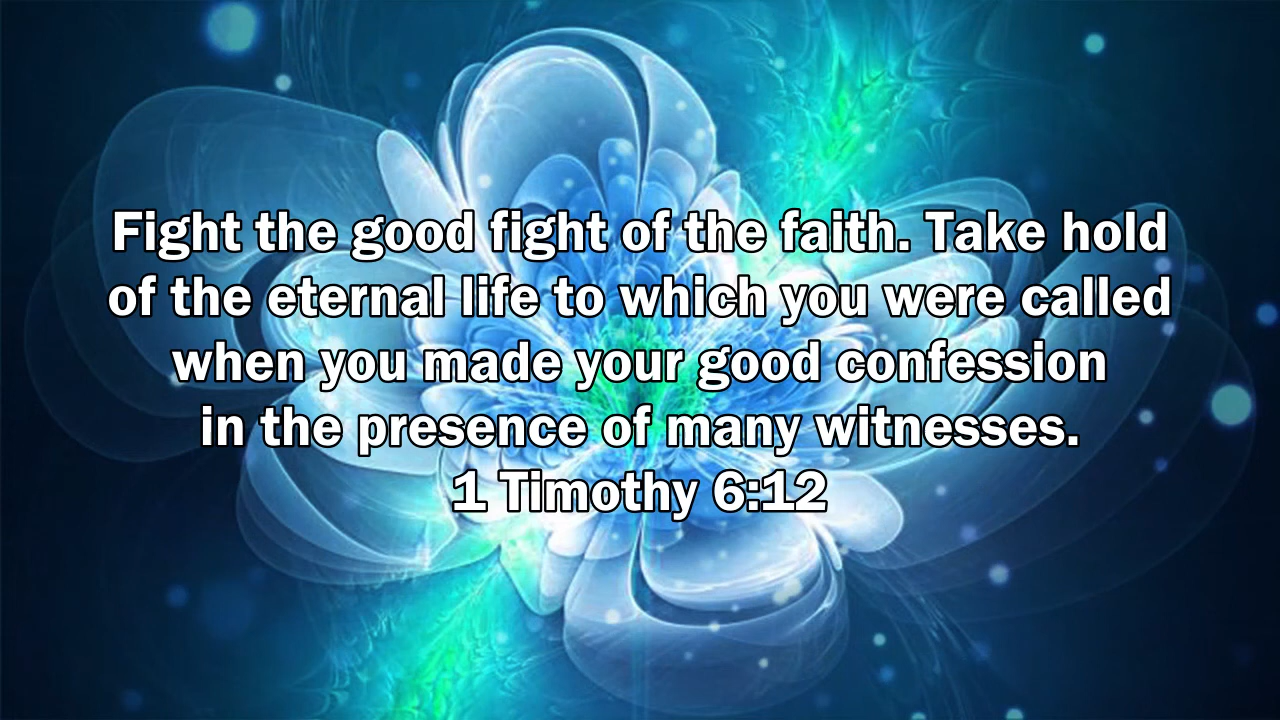 Fight the good fight of the faith. Take hold
of the eternal life to which you were called
when you made your good confession
in the presence of many witnesses.
1 Timothy 6:12